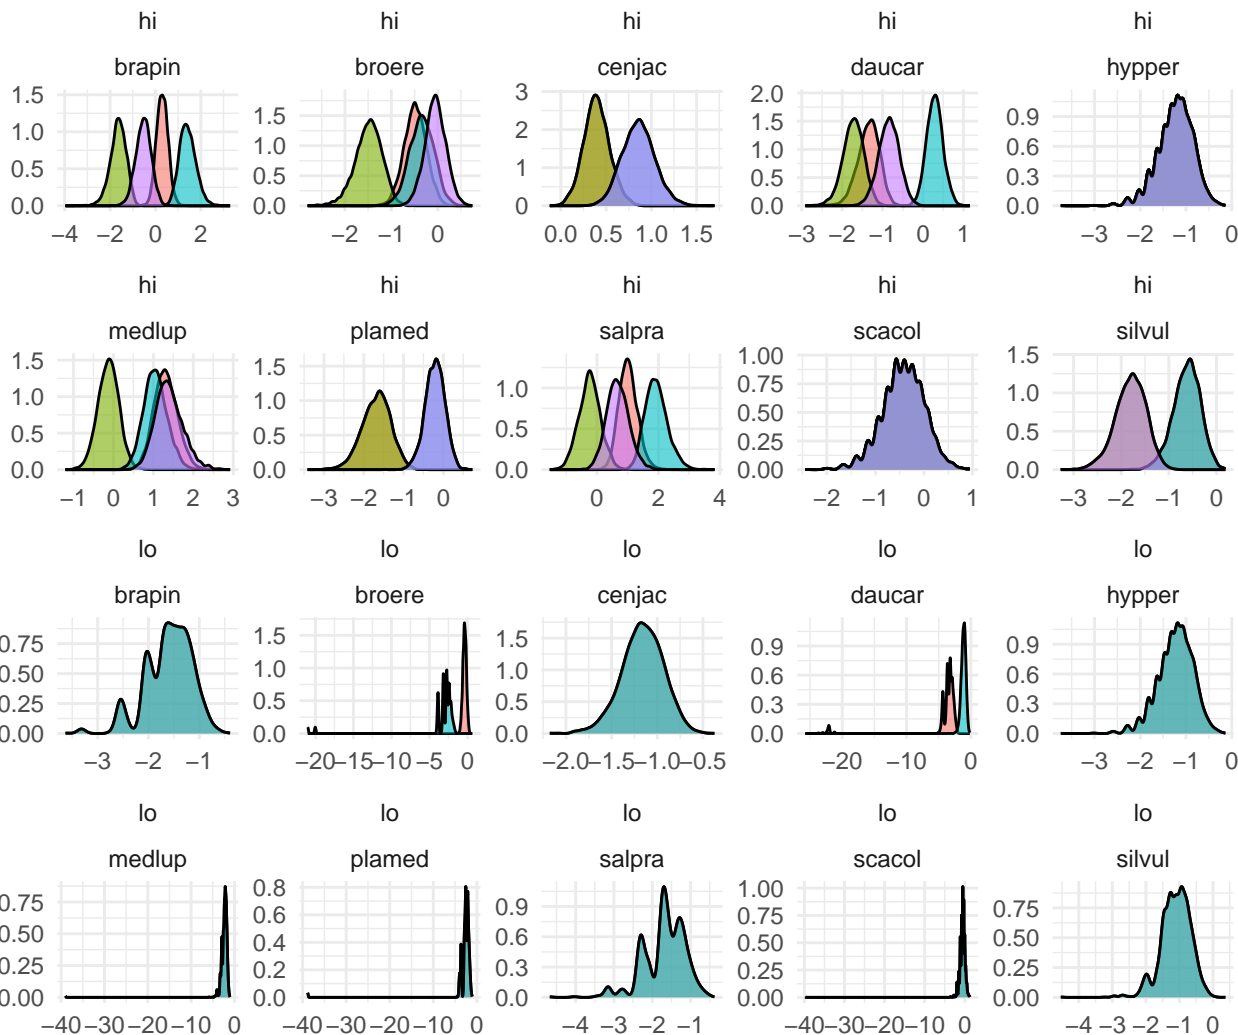 hi hi hi hi hi
brapin broere cenjac daucar hypper
1.5 1.0 0.5 0.0 1.5 1.0 0.5 0.0 3 2 1 0 2.0 1.5 1.0 0.5 0.0 0.9 0.6 0.3 0.0
−4 −2 0 2 −2 −1 0 0.0 0.5 1.0 1.5 −3 −2 −1 0 1 −3 −2 −1 0
hi hi hi hi hi
medlup plamed salpra scacol silvul
1.5 1.0 0.5 0.0 1.5 1.0 0.5 0.0 1.0 0.5 0.0 1.00 0.75 0.50 0.25 0.00 1.5 1.0 0.5 0.0
−1 0 1 2 3 −3 −2 −1 0 0 2 4 −2 −1 0 1 −3 −2 −1 0
lo lo lo lo lo
brapin broere cenjac daucar hypper
0.75 0.50 0.25 0.00 1.5 1.0 0.5 0.0 1.5 1.0 0.5 0.0 0.9 0.6 0.3 0.0 0.9 0.6 0.3 0.0
−3 −2 −1 −20 −15 −10 −5 0 −2.0 −1.5 −1.0 −0.5 −20 −10 0 −3 −2 −1 0
lo lo lo lo lo
medlup plamed salpra scacol silvul
0.75 0.50 0.25 0.00 0.8 0.6 0.4 0.2 0.0 0.9 0.6 0.3 0.0 1.00 0.75 0.50 0.25 0.00 0.75 0.50 0.25 0.00
−40 −30 −20 −10 0 −40 −30 −20 −10 0 −4 −3 −2 −1 −40 −30 −20 −10 0 −4 −3 −2 −1 0